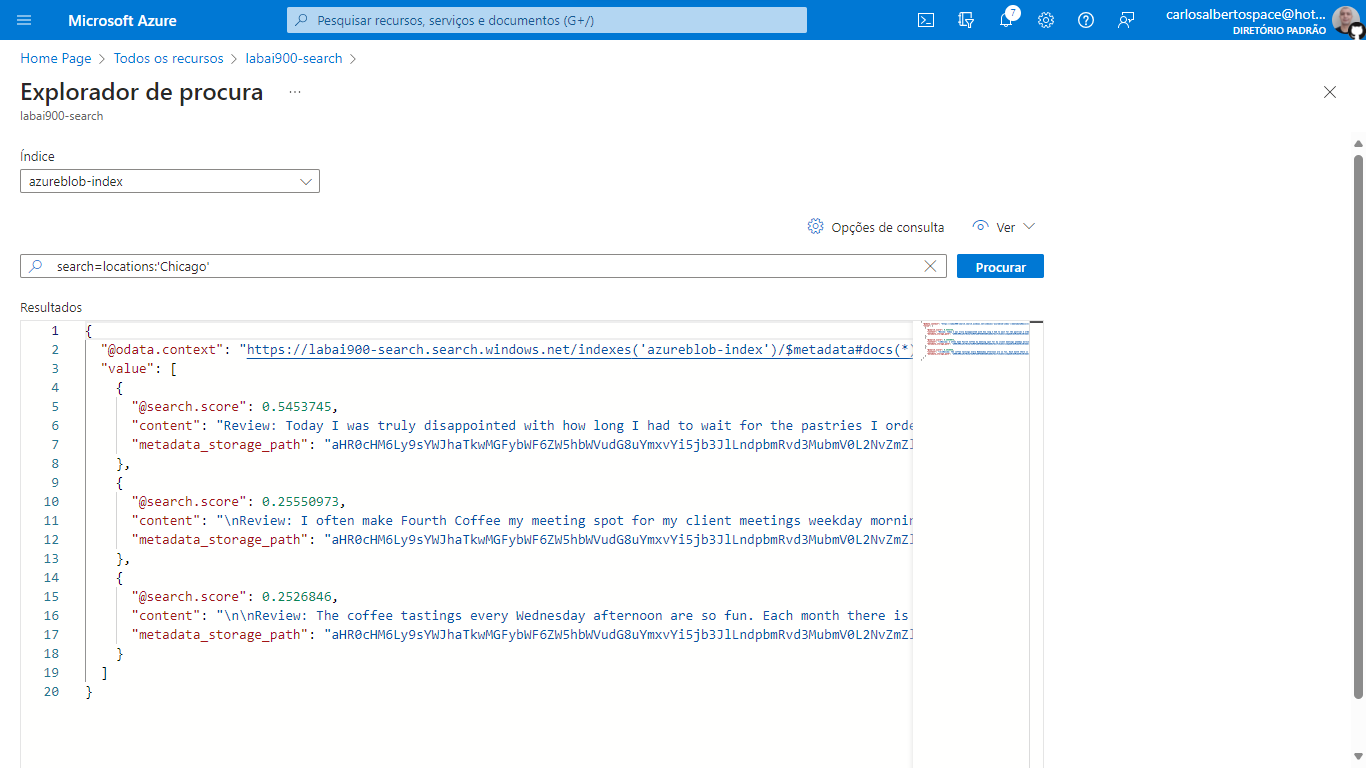 Microsoft Azure
Pesquisar recursos, serviços e documentos (G+/)
7
carlosalbertospace@hot...
DIRETÓRIO PADRÃO
Home Page > Todos os recursos > labai900-search >
Explorador de procura ...
labai900-search
Índice
azureblob-index
Opções de consulta
Ver
search=locations:'Chicago'
Procurar
Resultados
1 {
2 "@odata.context": "https://labai900-search.search.windows.net/indexes('azureblob-index')/$metadata#docs(*)
3 "value": [
4 {
5 "@search.score": 0.5453745,
6 "content": "Review: Today I was truly disappointed with how long I had to wait for the pastries I orde
7 "metadata_storage_path": "aHR0cHM6Ly9sYWJhaTkwMGFybWF6ZW5hbWVudG8uYmxvYi5jb3JlLndpbmRvd3MubmV0L2NvZmZl
8 },
9 {
10 "@search.score": 0.25550973,
11 "content": "\nReview: I often make Fourth Coffee my meeting spot for my client meetings weekday mornin
12 "metadata_storage_path": "aHR0cHM6Ly9sYWJhaTkwMGFybWF6ZW5hbWVudG8uYmxvYi5jb3JlLndpbmRvd3MubmV0L2NvZmZl
13 },
14 {
15 "@search.score": 0.2526846,
16 "content": "\n\nReview: The coffee tastings every Wednesday afternoon are so fun. Each month there is
17 "metadata_storage_path": "aHR0cHM6Ly9sYWJhaTkwMGFybWF6ZW5hbWVudG8uYmxvYi5jb3JlLndpbmRvd3MubmV0L2NvZmZl
18 }
19 ]
20 }